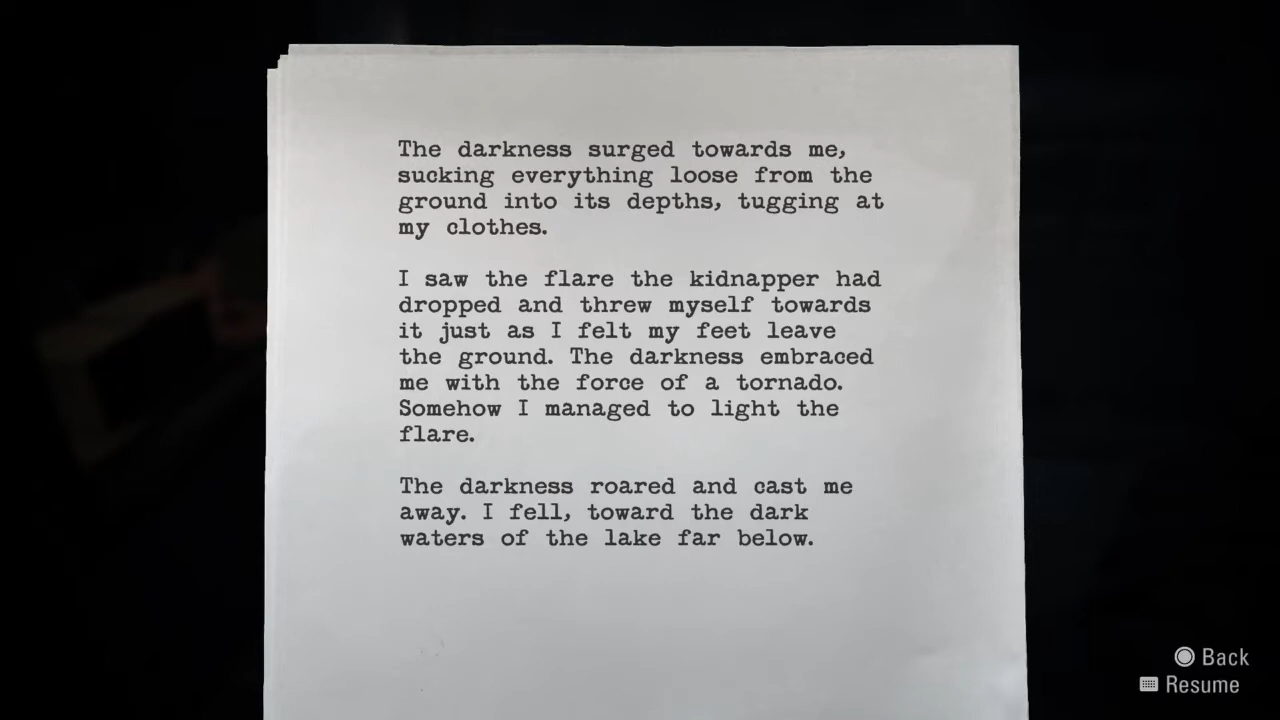 The darkness surged towards me,
sucking everything loose from the
ground into its depths, tugging at
my clothes.
I saw the flare the kidnapper had
dropped and threw myself towards
it just as I felt my feet leave
the ground. The darkness embraced
me with the force of a tornado.
Somehow I managed to light the
flare.
The darkness roared and cast me
away. I fell, toward the dark
waters of the lake far below.
Back
Resume